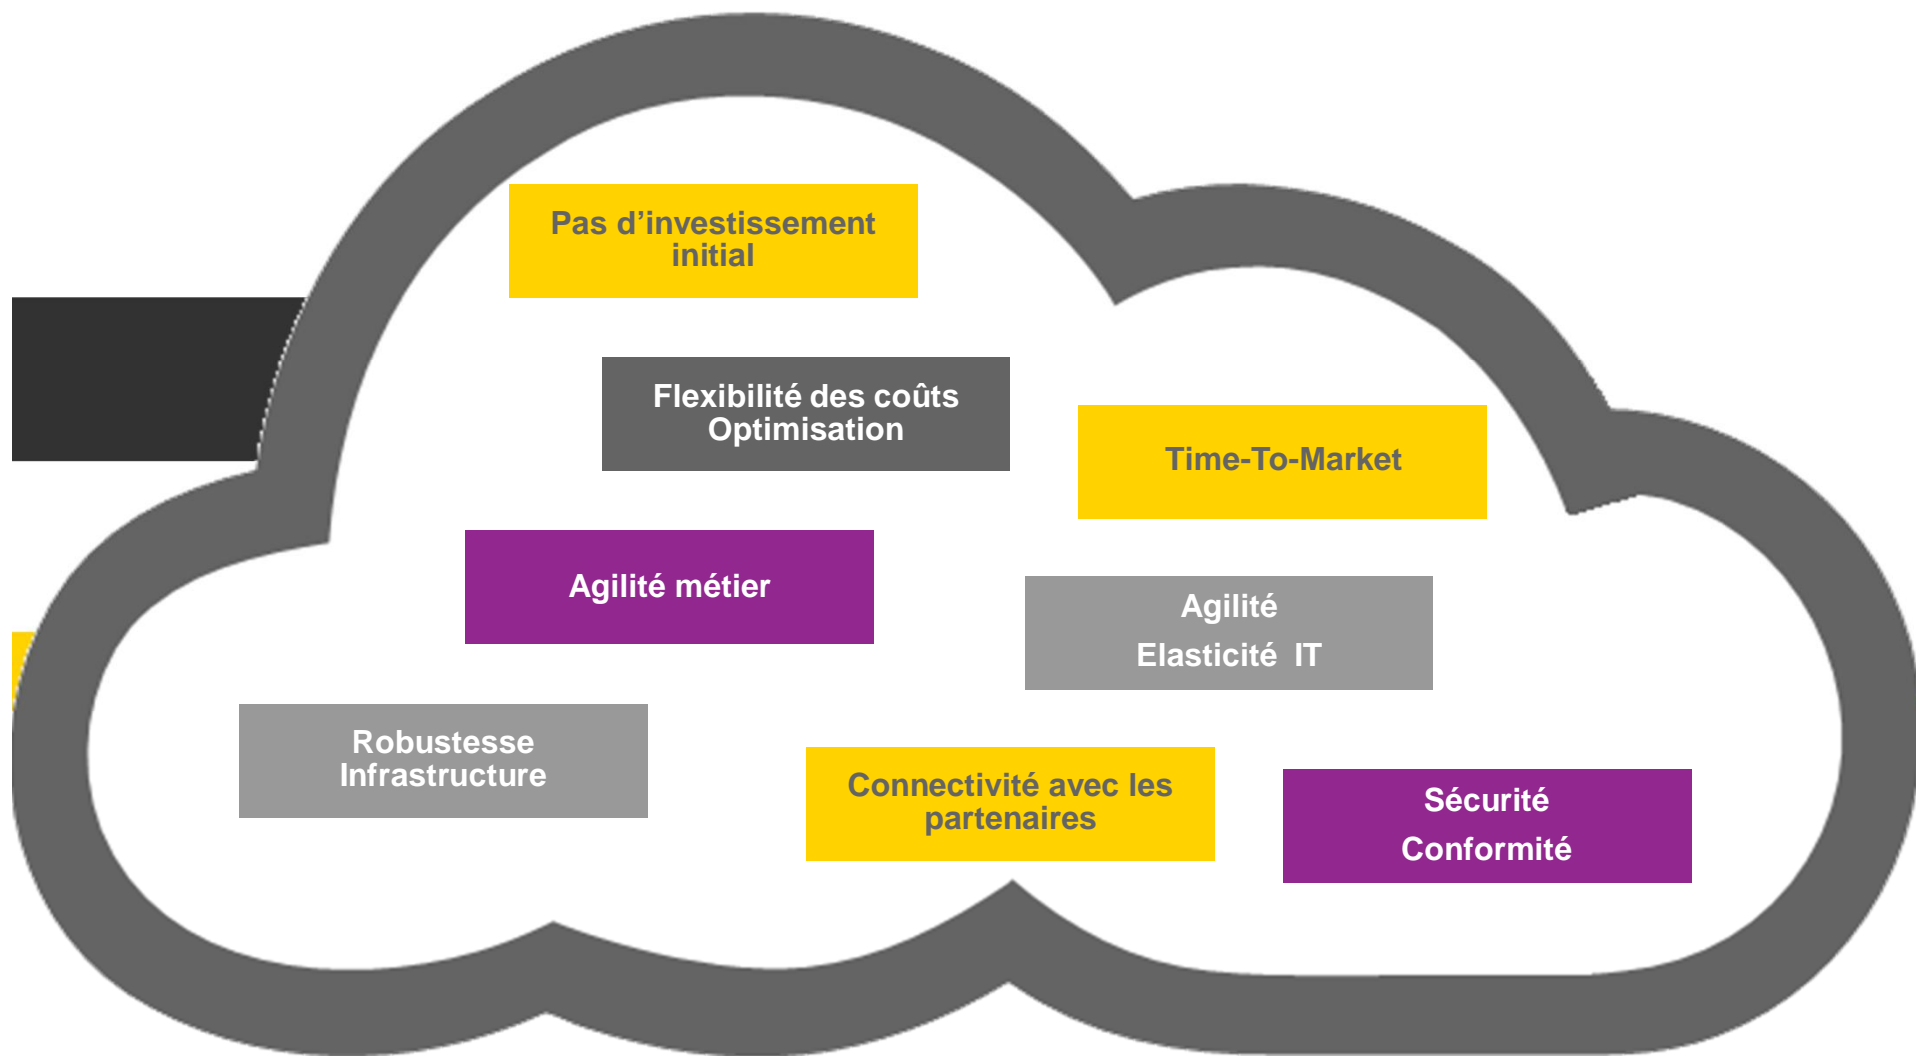 Pas d’investissement
initial
Flexibilité des coûts
Optimisation
Time-To-Market
Agilité métier
Agilité
Elasticité  IT
Robustesse
Infrastructure
Connectivité avec les
partenaires
Sécurité
Conformité